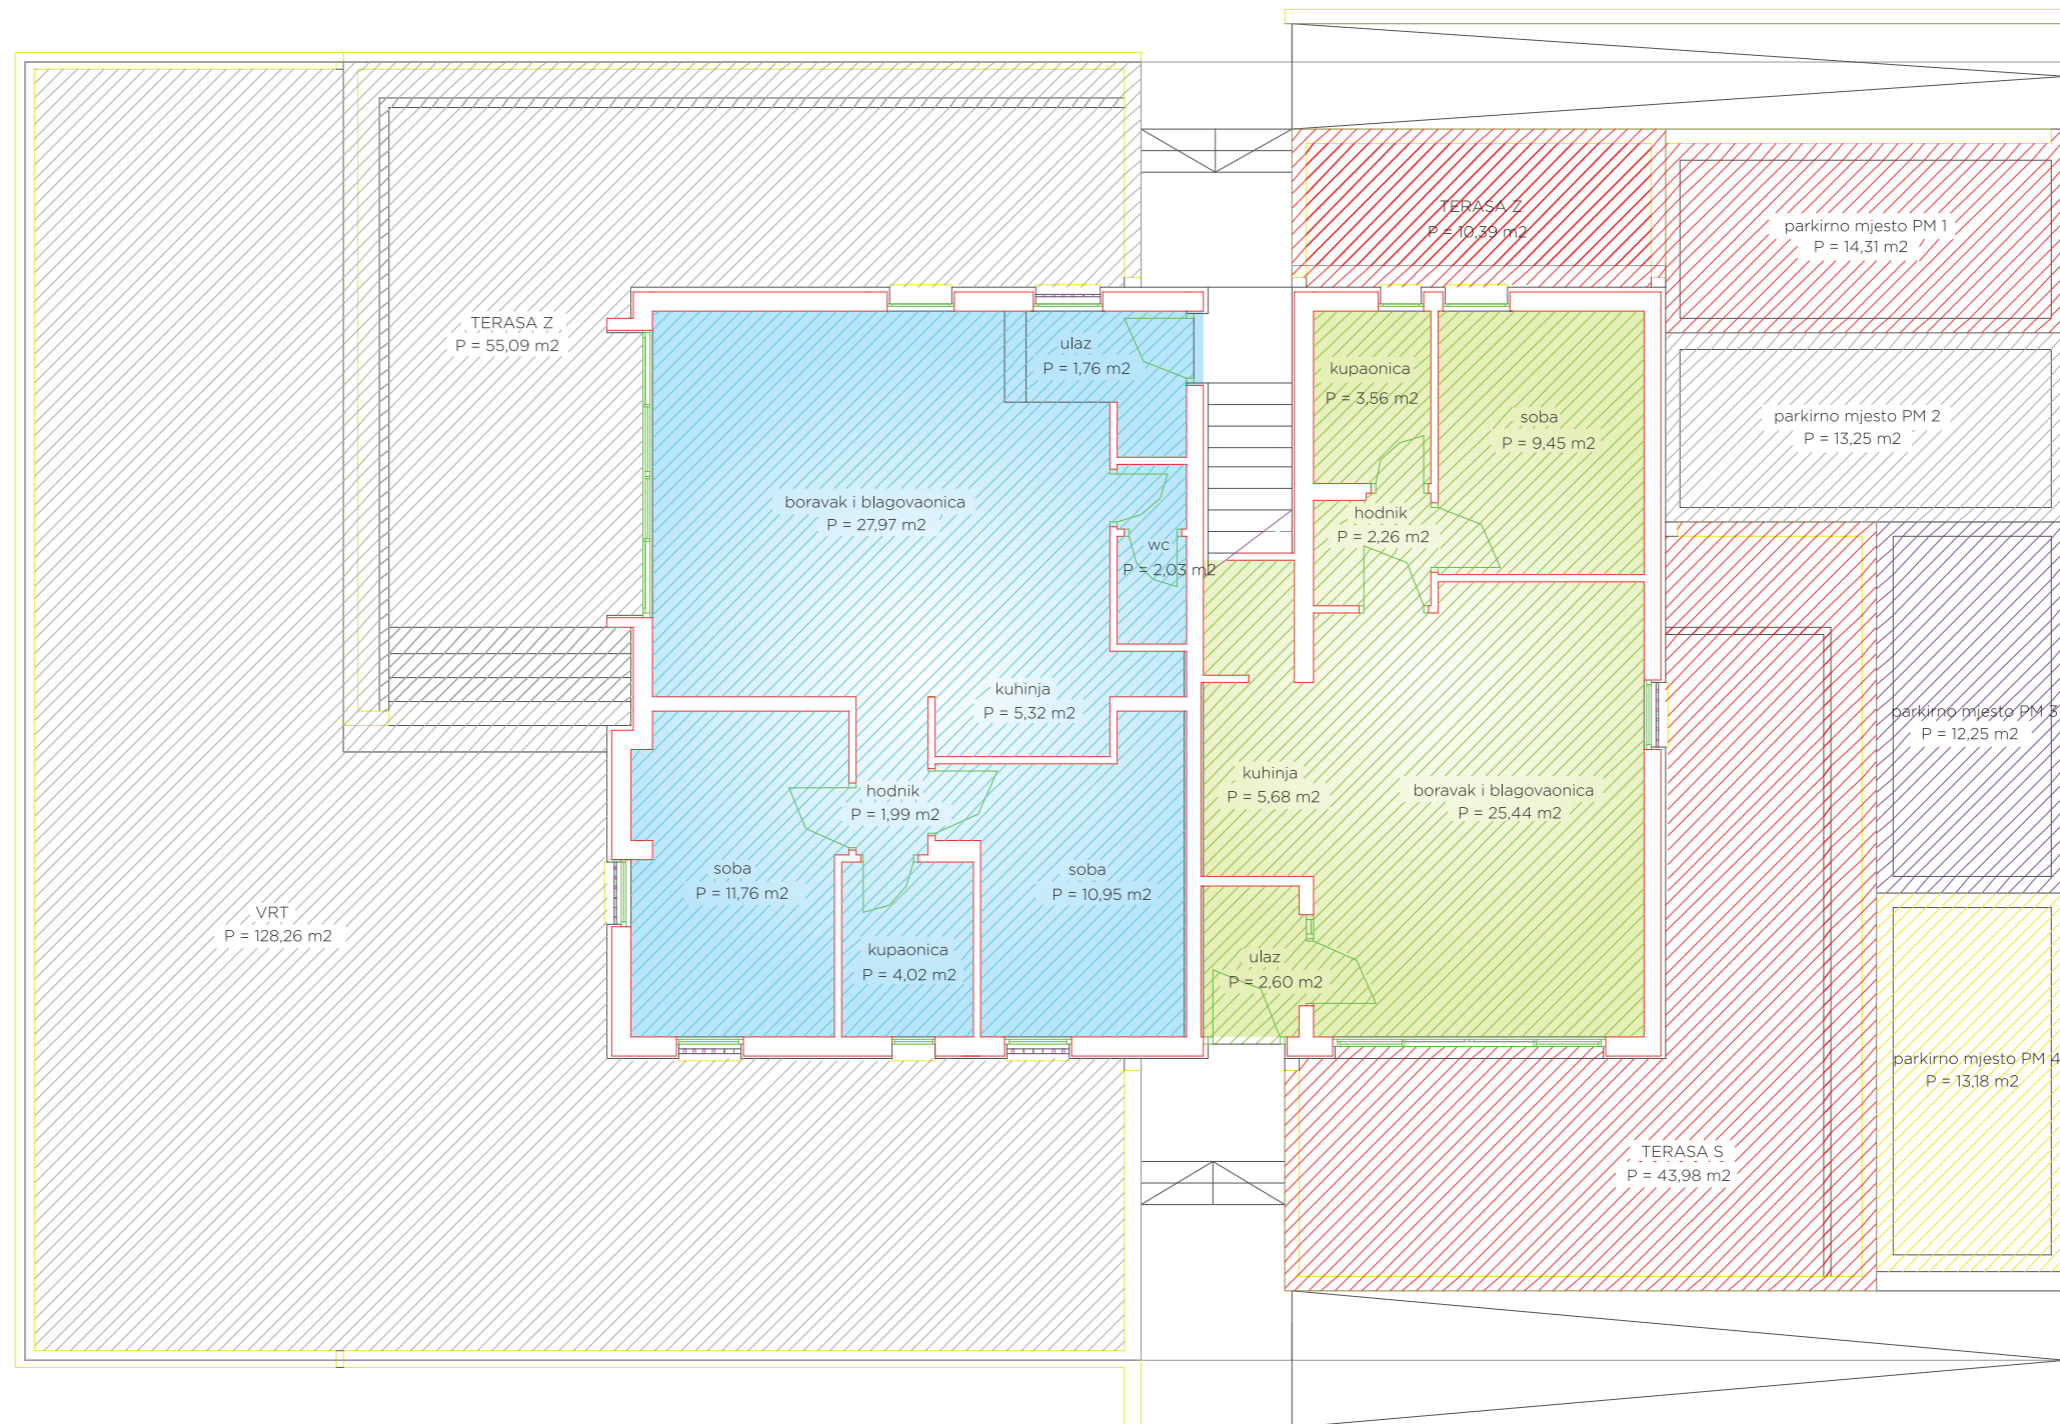 TERASA Z
P = 10,39 m2
parkirno mjesto PM 1
P = 14,31 m2
TERASA Z
P = 55,09 m2
ulaz
P = 1,76 m2
kupaonica
P = 3,56 m2
soba
P = 9,45 m2
parkirno mjesto PM 2
P = 13,25 m2
boravak i blagovaonica
P = 27,97 m2
hodnik
P = 2,26 m2
wc
P = 2,03 m2
kuhinja
P = 5,32 m2
parkirno mjesto PM 3
P = 12,25 m2
hodnik
P = 1,99 m2
kuhinja
P = 5,68 m2
boravak i blagovaonica
P = 25,44 m2
soba
P = 11,76 m2
soba
P = 10,95 m2
VRT
P = 128,26 m2
kupaonica
P = 4,02 m2
ulaz
P = 2,60 m2
parkirno mjesto PM 4
P = 13,18 m2
TERASA S
P = 43,98 m2